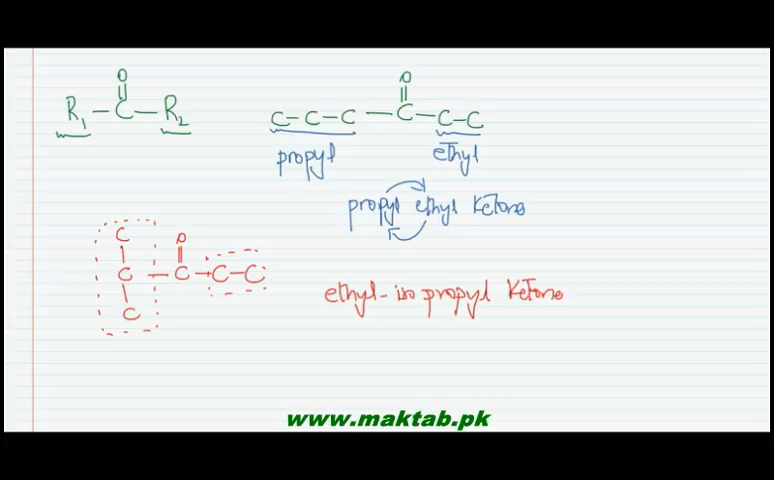 O
R1 — C — R2
O
C – C – C — C – C – C
propyl
ethyl
propyl ethyl Ketone
C
O
C — C – C – C
C
ethyl - iso propyl Ketone
www.maktab.pk